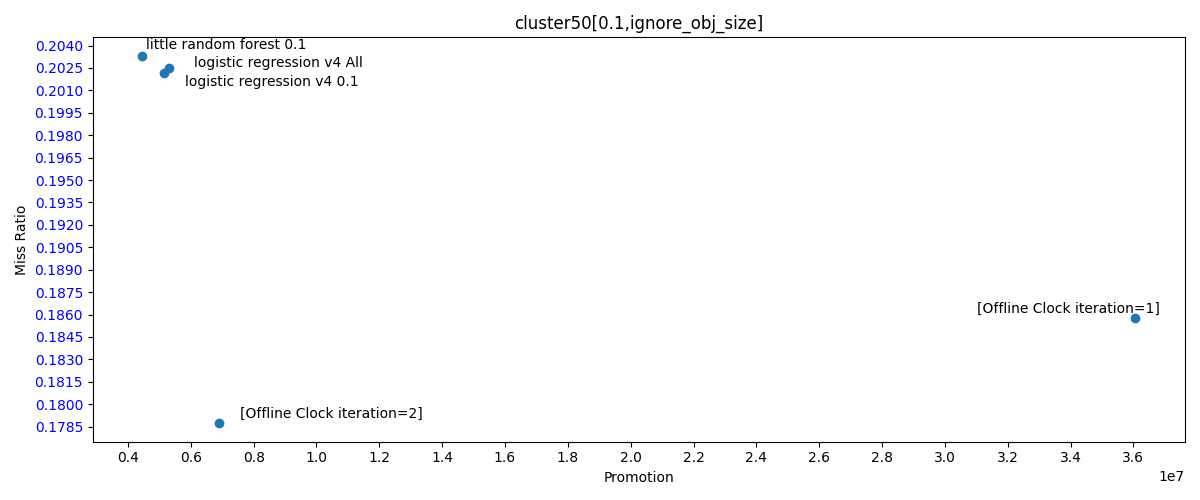 cluster50[0.1,ignore_obj_size]
Miss Ratio
0.2040
0.2025
0.2010
0.1995
0.1980
0.1965
0.1950
0.1935
0.1920
0.1905
0.1890
0.1875
0.1860
0.1845
0.1830
0.1815
0.1800
0.1785
little random forest 0.1
logistic regression v4 All
logistic regression v4 0.1
[Offline Clock iteration=1]
[Offline Clock iteration=2]
0.4 0.6 0.8 1.0 1.2 1.4 1.6 1.8 2.0 2.2 2.4 2.6 2.8 3.0 3.2 3.4 3.6
1e7
Promotion